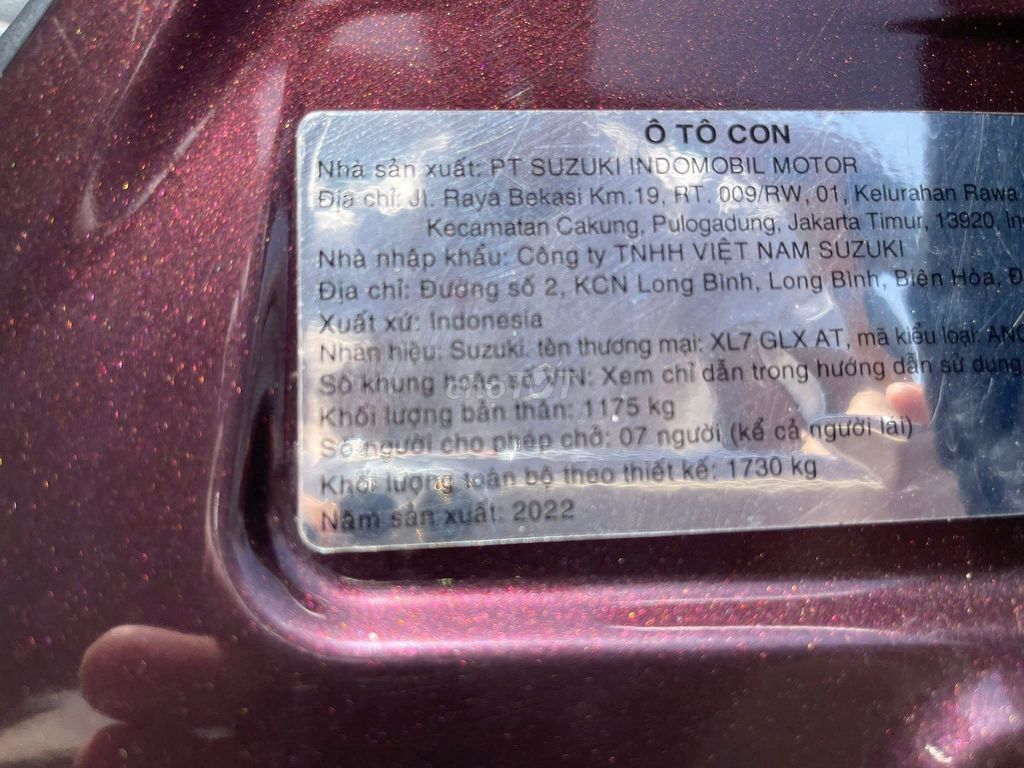 Ô TÔ CON
Nhà sản xuất: PT SUZUKI INDOMOBIL MOTOR
Địa chỉ: Jl. Raya Bekasi Km.19, RT. 009/RW, 01, Kelurahan Rawa
Kecamatan Cakung, Pulogadung, Jakarta Timur, 13920, In
Nhà nhập khẩu: Công ty TNHH VIỆT NAM SUZUKI
Địa chỉ: Đường số 2, KCN Long Bình, Long Bình, Biên Hòa, Đ
Xuất xứ: Indonesia
Nhãn hiệu: Suzuki, tên thương mại: XL7 GLX AT, mã kiểu loại: ANC
Số khung hoặc số VIN: Xem chỉ dẫn trong hướng dẫn sử dụng
Khối lượng bản thân: 1175 kg
Số người cho phép chở: 07 người (kể cả người lái)
Khối lượng toàn bộ theo thiết kế: 1730 kg
Năm sản xuất: 2022
chợTỐT